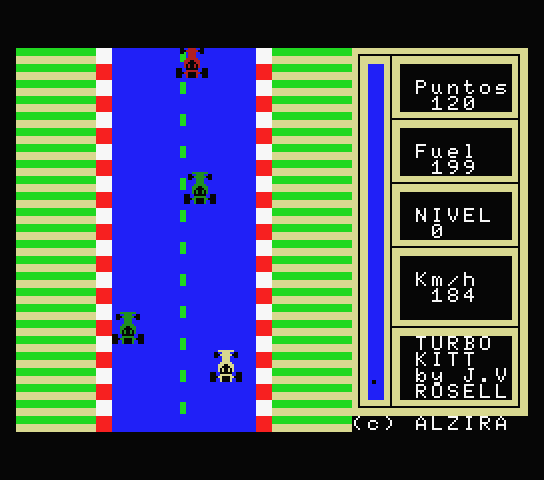 Puntos
120
Fuel
199
NIVEL
0
Km/h
184
TURBO
KITT
by J.V
ROSELL
(c) ALZIRA